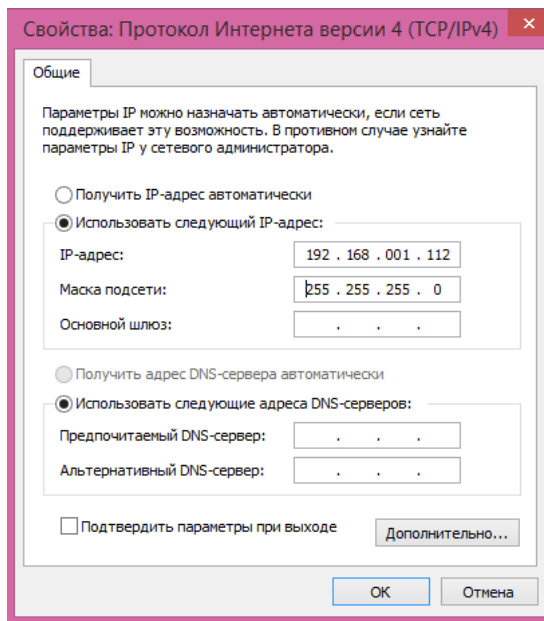 Свойства: Протокол Интернета версии 4 (TCP/IPv4)
Общие
Параметры IP можно назначать автоматически, если сеть
поддерживает эту возможность. В противном случае узнайте
параметры IP у сетевого администратора.
Получить IP-адрес автоматически
Использовать следующий IP-адрес:
IP-адрес: 192 . 168 . 001 . 112
Маска подсети: 255 . 255 . 255 . 0
Основной шлюз: . . .
Получить адрес DNS-сервера автоматически
Использовать следующие адреса DNS-серверов:
Предпочитаемый DNS-сервер: . . .
Альтернативный DNS-сервер: . . .
Подтвердить параметры при выходе
Дополнительно...
ОК Отмена